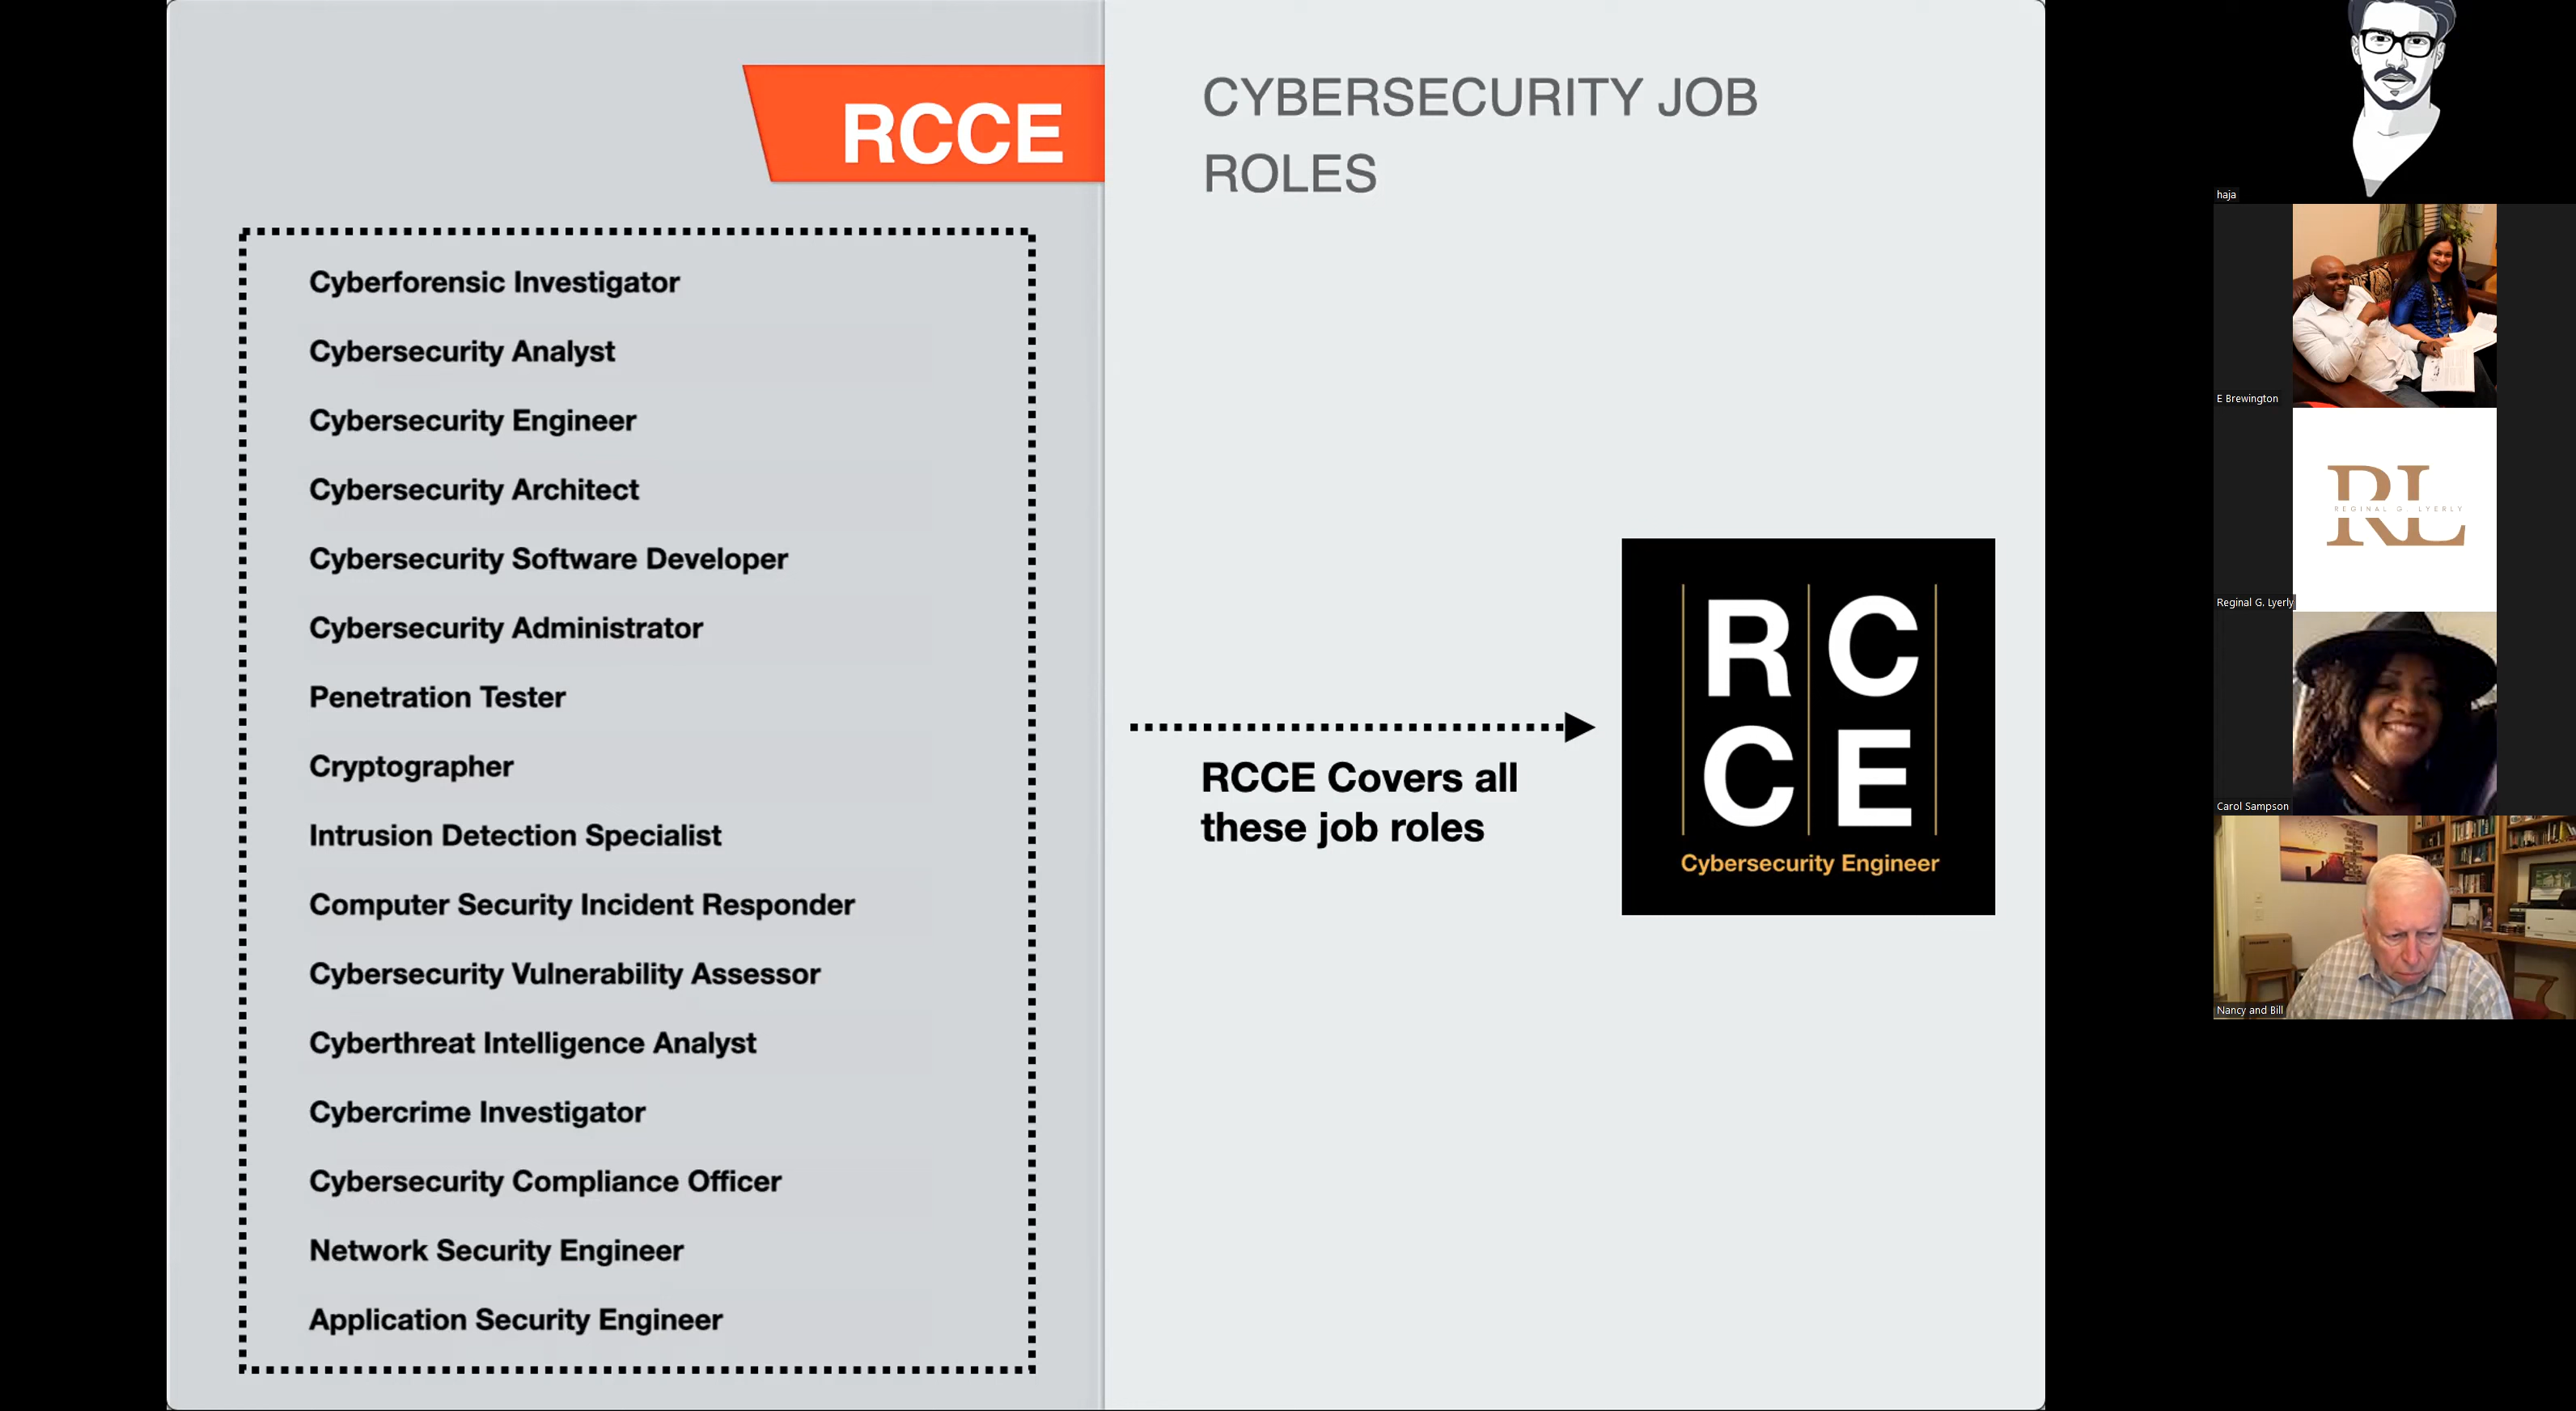 RCCE
CYBERSECURITY JOB
ROLES
Cyberforensic Investigator
Cybersecurity Analyst
Cybersecurity Engineer
Cybersecurity Architect
Cybersecurity Software Developer
Cybersecurity Administrator
Penetration Tester
Cryptographer
Intrusion Detection Specialist
Computer Security Incident Responder
Cybersecurity Vulnerability Assessor
Cyberthreat Intelligence Analyst
Cybercrime Investigator
Cybersecurity Compliance Officer
Network Security Engineer
Application Security Engineer
RCCE Covers all
these job roles
RC
CE
Cybersecurity Engineer
haja
E Brewington
RL
REGINAL G. LYERLY
Reginal G. Lyerly
Carol Sampson
Nancy and Bill